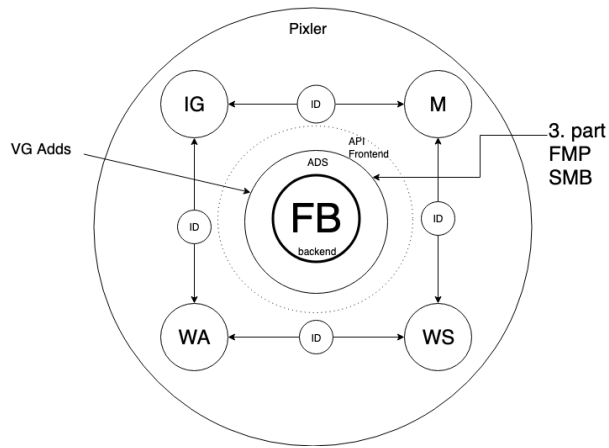 Pixler
IG
ID
M
API
Frontend
ADS
VG Adds
3. part
FMP
SMB
ID
FB
ID
backend
WA
ID
WS